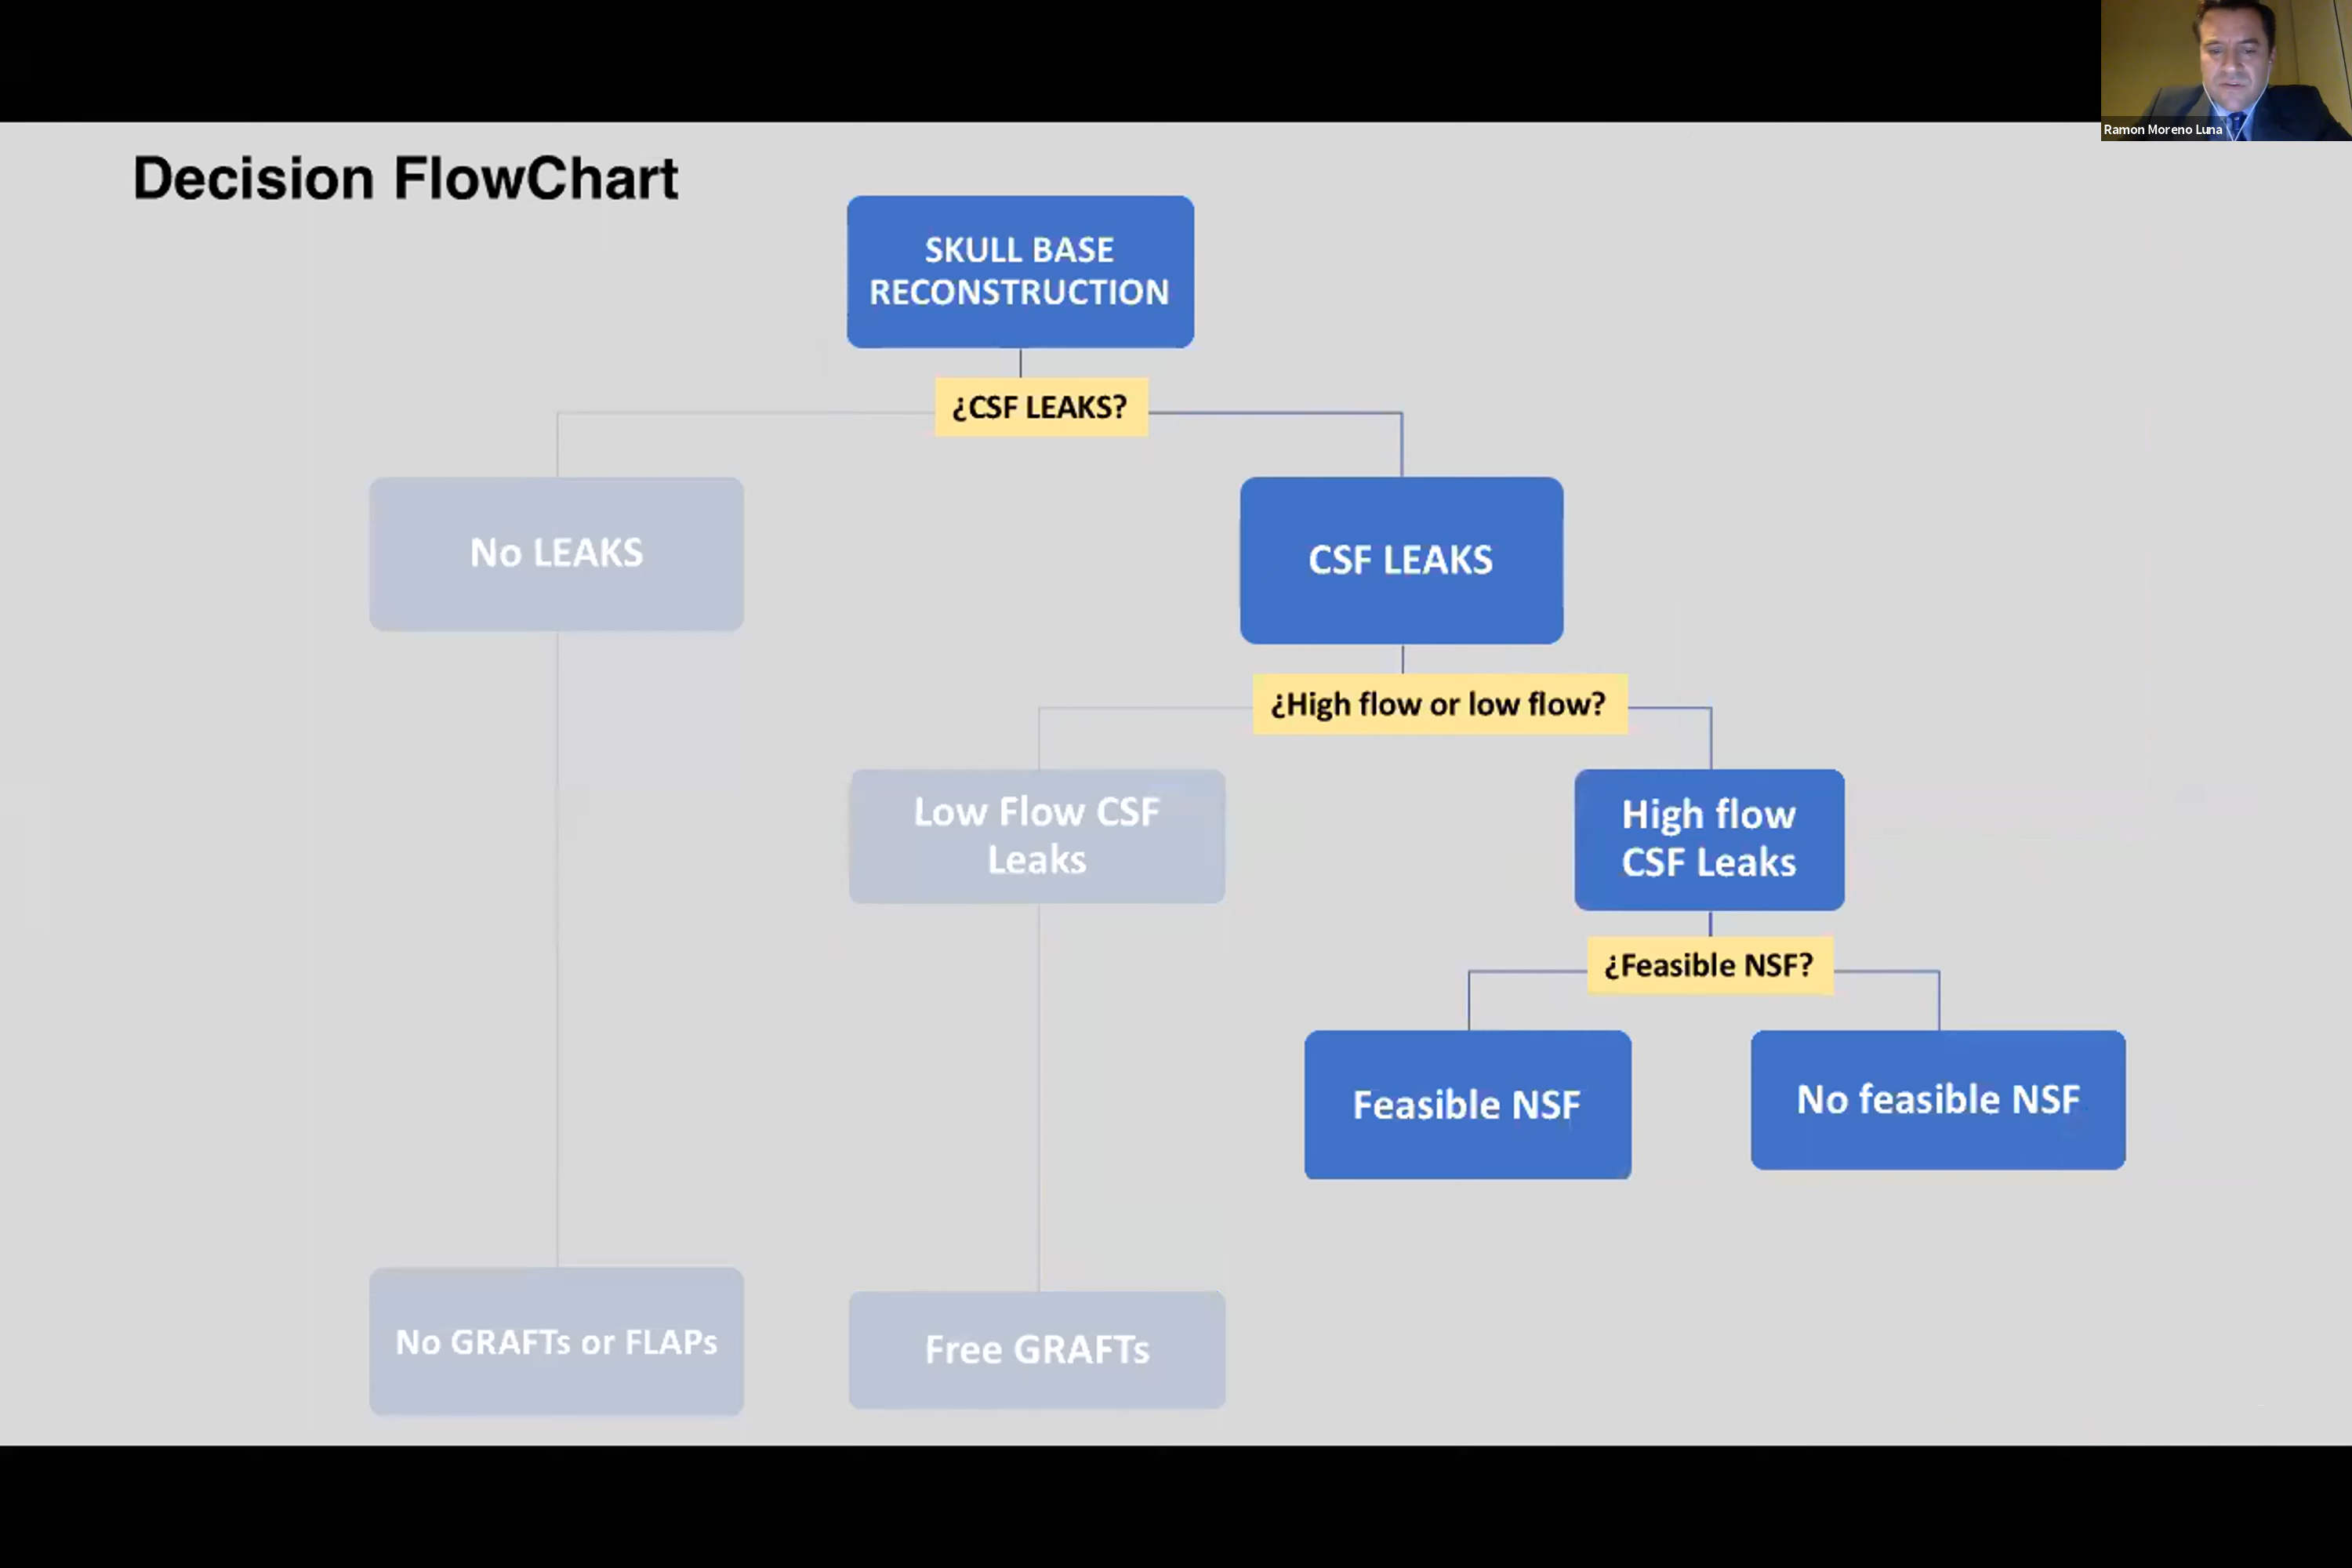 Ramon Moreno Luna
Decision FlowChart
SKULL BASE
RECONSTRUCTION
¿CSF LEAKS?
No LEAKS
CSF LEAKS
¿High flow or low flow?
Low Flow CSF
Leaks
High flow
CSF Leaks
¿Feasible NSF?
Feasible NSF
No feasible NSF
No GRAFTs or FLAPs
Free GRAFTs